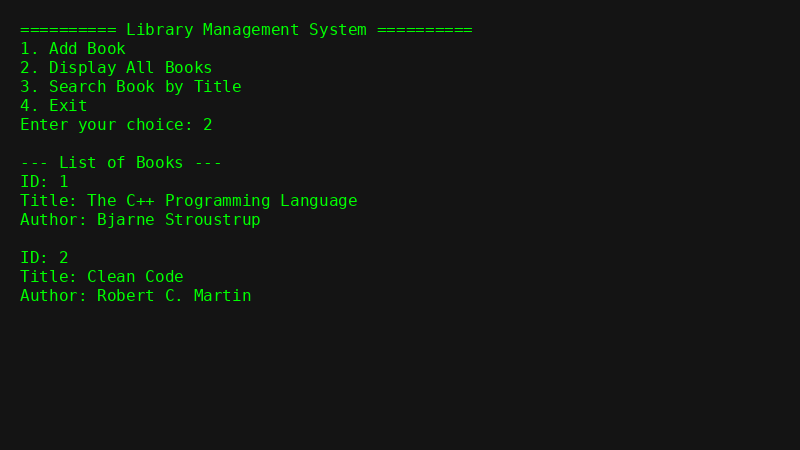 ========== Library Management System ==========
1. Add Book
2. Display All Books
3. Search Book by Title
4. Exit
Enter your choice: 2
--- List of Books ---
ID: 1
Title: The C++ Programming Language
Author: Bjarne Stroustrup
ID: 2
Title: Clean Code
Author: Robert C. Martin